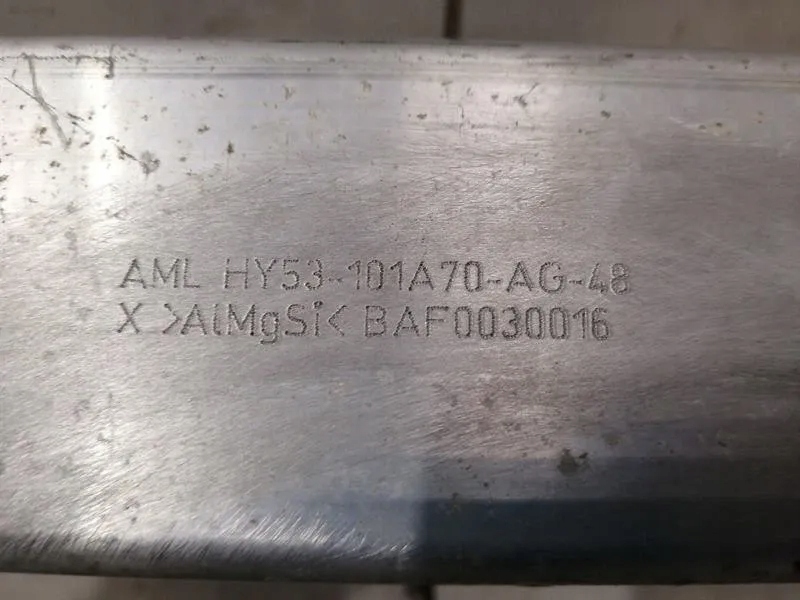 AML HY53-101A70-AG-48
X >AlMgSi< BAF0030016